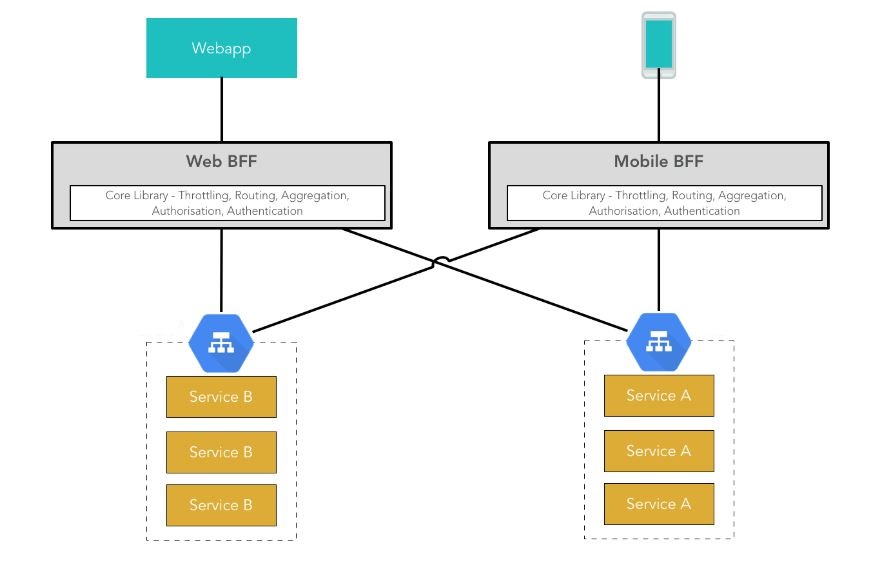 Webapp
Web BFF
Core Library - Throttling, Routing, Aggregation,
Authorisation, Authentication
Mobile BFF
Core Library - Throttling, Routing, Aggregation,
Authorisation, Authentication
Service B
Service B
Service B
Service A
Service A
Service A